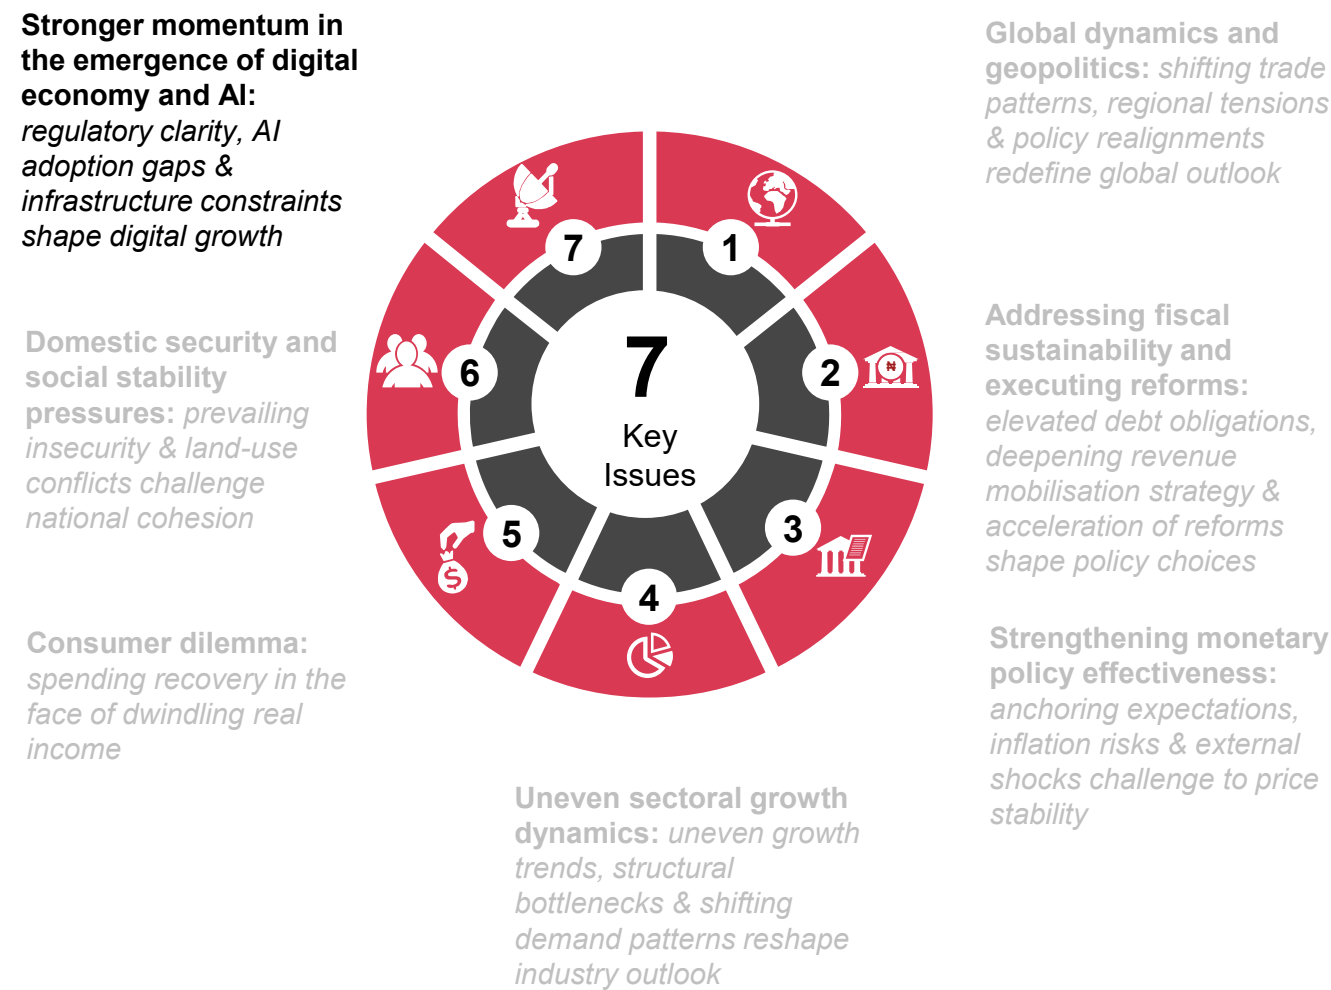 Stronger momentum in
the emergence of digital
economy and AI:
regulatory clarity, AI
adoption gaps &
infrastructure constraints
shape digital growth
Domestic security and
social stability
pressures: prevailing
insecurity & land-use
conflicts challenge
national cohesion
Consumer dilemma:
spending recovery in the
face of dwindling real
income
7
1
6
2
5
3
4
7
Key
Issues
₦
$
Uneven sectoral growth
dynamics: uneven growth
trends, structural
bottlenecks & shifting
demand patterns reshape
industry outlook
Global dynamics and
geopolitics: shifting trade
patterns, regional tensions
& policy realignments
redefine global outlook
Addressing fiscal
sustainability and
executing reforms:
elevated debt obligations,
deepening revenue
mobilisation strategy &
acceleration of reforms
shape policy choices
Strengthening monetary
policy effectiveness:
anchoring expectations,
inflation risks & external
shocks challenge to price
stability